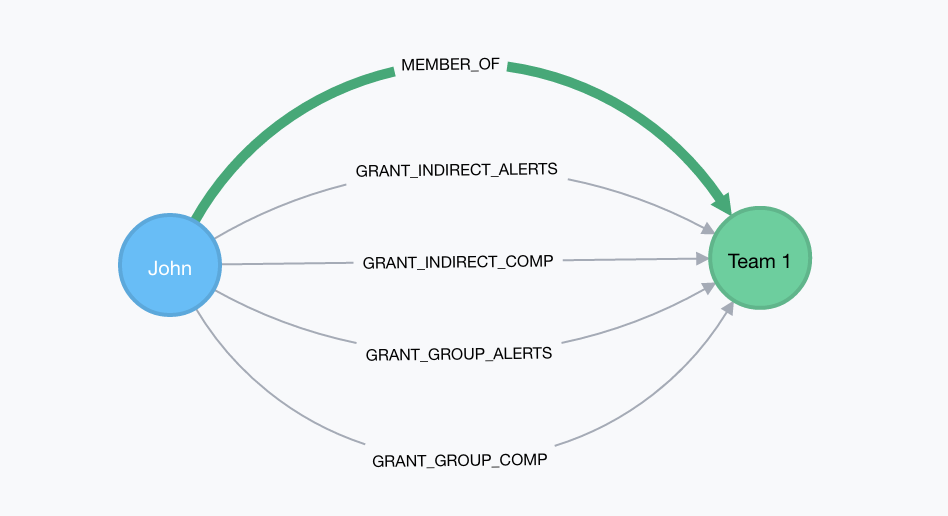 MEMBER_OF
GRANT_INDIRECT_ALERTS
John
GRANT_INDIRECT_COMP
Team 1
GRANT_GROUP_ALERTS
GRANT_GROUP_COMP